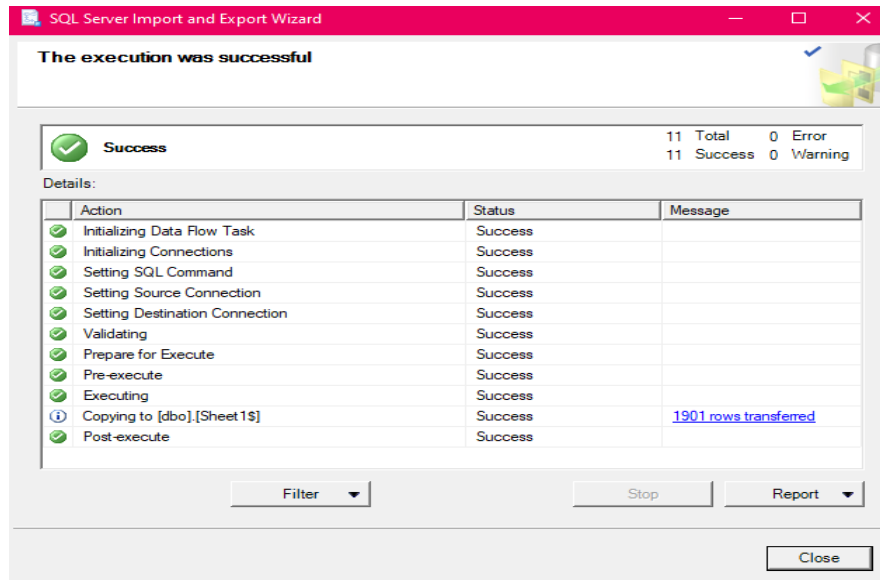 SQL Server Import and Export Wizard
The execution was successful
Success
11 Total 0 Error
11 Success 0 Warning
Details:
Action Status Message
Initializing Data Flow Task Success
Initializing Connections Success
Setting SQL Command Success
Setting Source Connection Success
Setting Destination Connection Success
Validating Success
Prepare for Execute Success
Pre-execute Success
Executing Success
Copying to [dbo].[Sheet1$] Success 1901 rows transferred
Post-execute Success
Filter Stop Report
Close